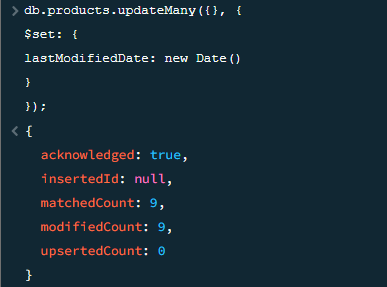 > db.products.updateMany({}, {
$set: {
lastModifiedDate: new Date()
}
});
< {
acknowledged: true,
insertedId: null,
matchedCount: 9,
modifiedCount: 9,
upsertedCount: 0
}